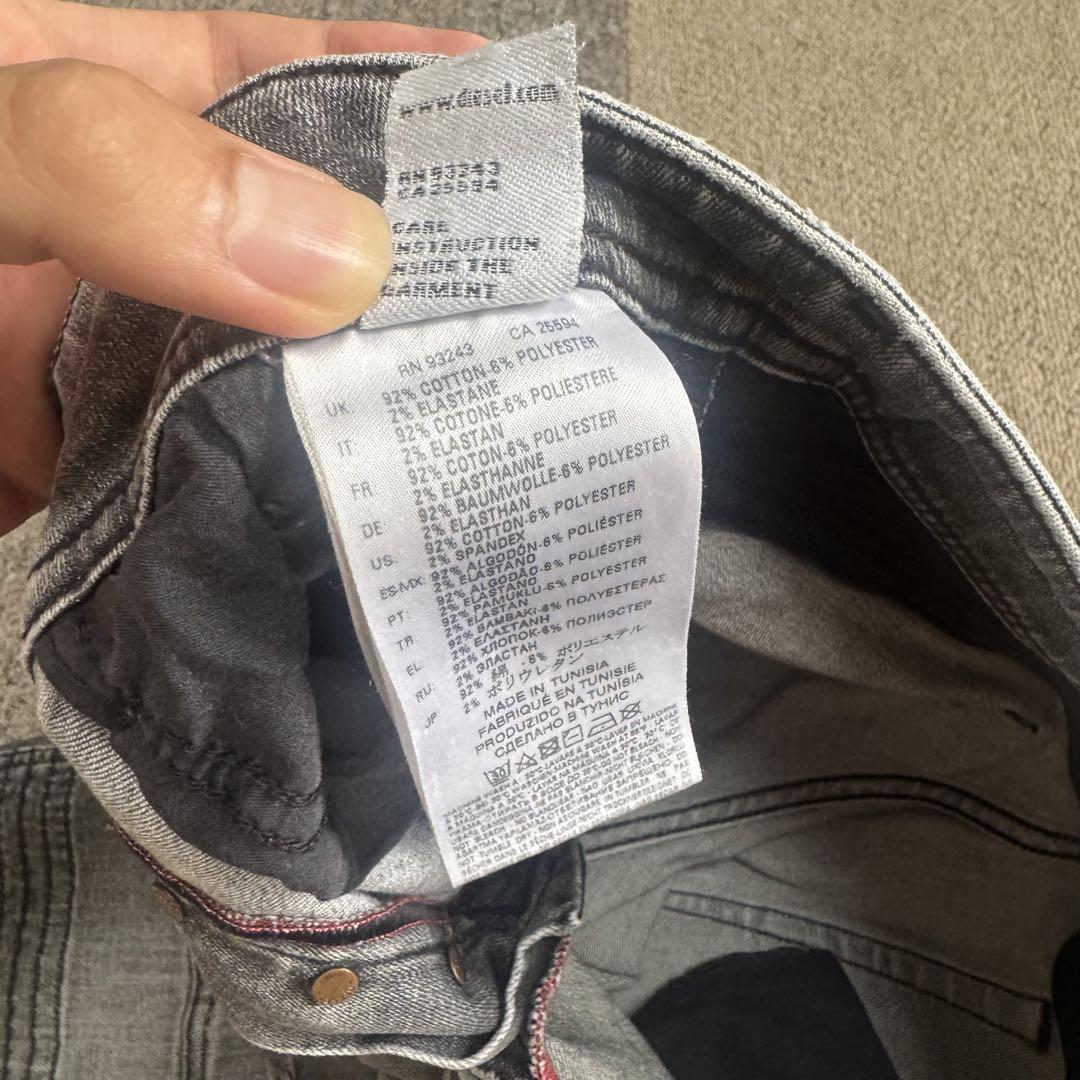 www.diesel.com
RN 93243
CA 25594
CARE
INSTRUCTION
INSIDE THE
GARMENT
RN 93243 CA 25594
UK: 92% COTTON-6% POLYESTER
2% ELASTANE
IT 92% COTONE-6% POLIESTERE
2% ELASTAN
FR 92% COTON-6% POLYESTER
2% ELASTHANNE
DE 92% BAUMWOLLE-6% POLYESTER
2% ELASTHAN
US: 92% COTTON-6% POLYESTER
2% SPANDEX
ES-MX: 92% ALGODÓN-6% POLIÉSTER
2% ELASTANO
PT: 92% ALGODÃO-6% POLIÉSTER
2% ELASTANO
TR: 92% PAMUKLU-6% POLYESTER
2% ELASTAN
EL: 92% ΒΑΜΒΑΚΙ-6% ΠΟΛΥΕΣΤΕΡΑΣ
2% ΕΛΑΣΤΑΝΗ
RU: 92% ХЛОПОК-6% ПОЛИЭСТЕР
2% ЭЛАСТАН
JP 92% 綿 -6% ポリエステル
2% ポリウレタン
MADE IN TUNISIA
FABRIQUÉ EN TUNISIE
PRODUZIDO NA TUNÍSIA
СДЕЛАНО В ТУНИС
30